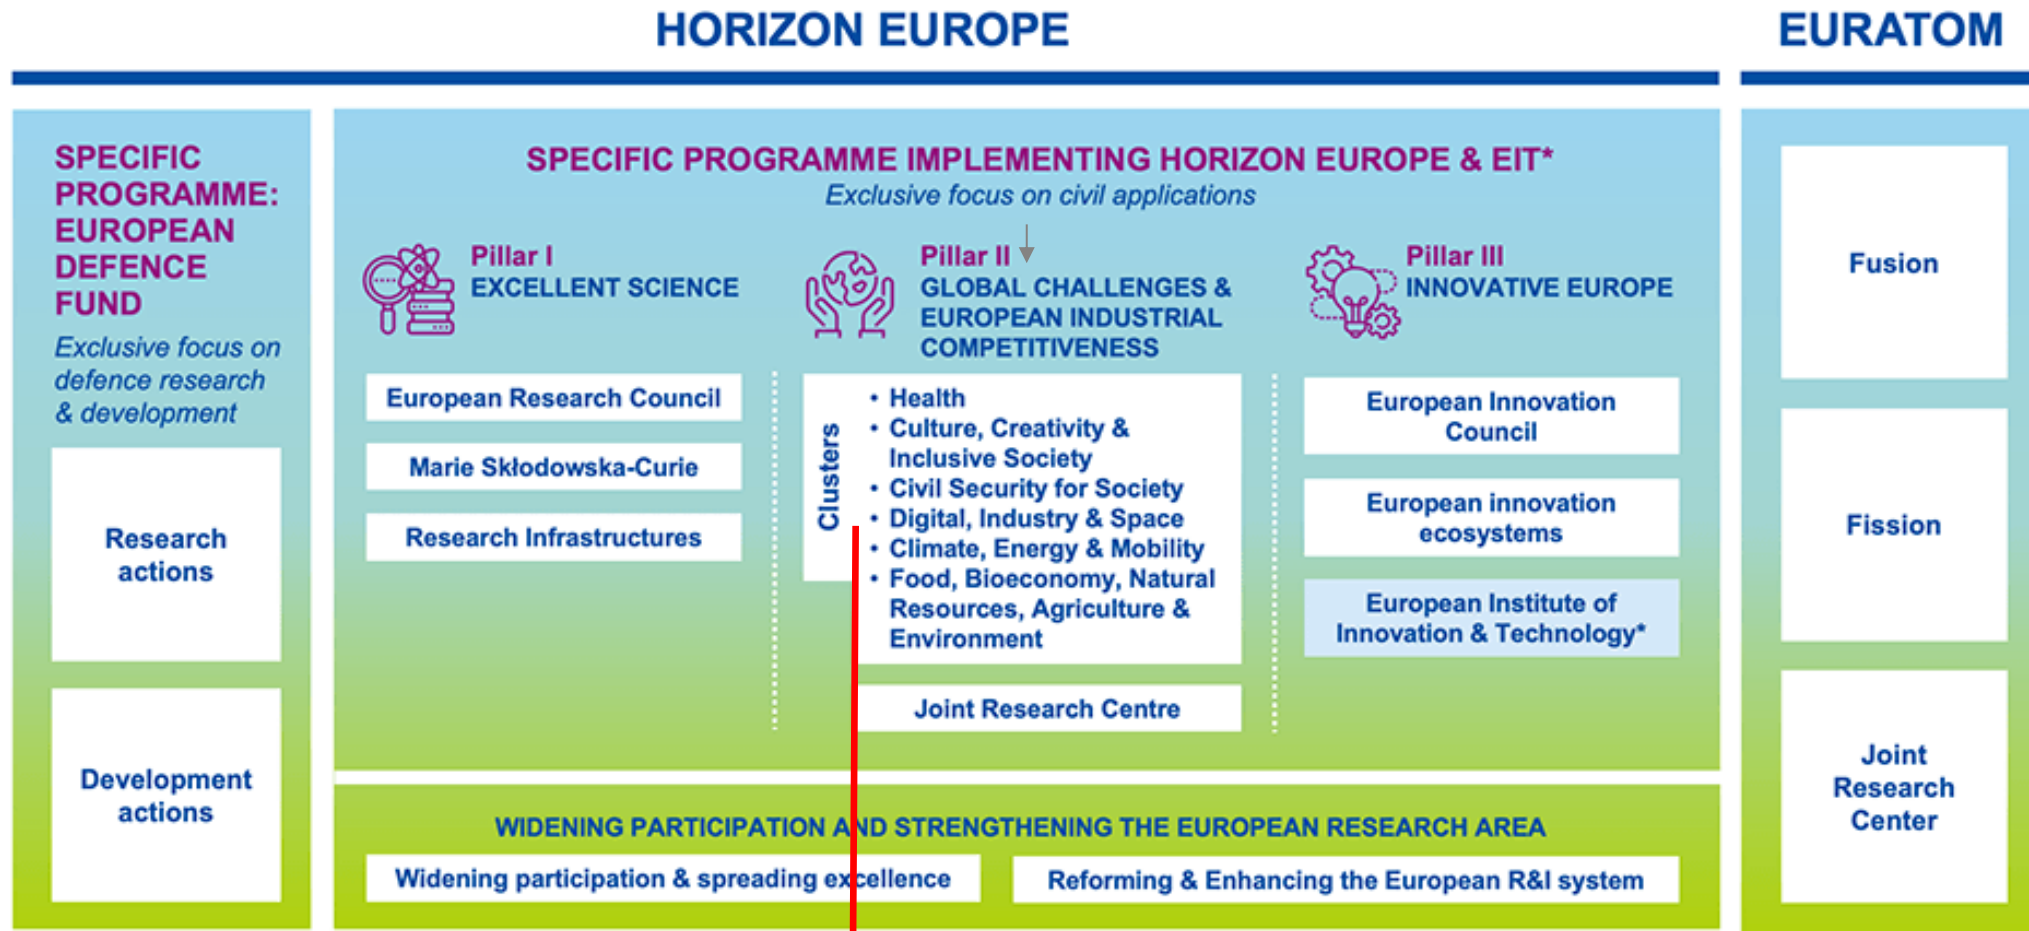 HORIZON EUROPE
EURATOM
SPECIFIC
PROGRAMME:
EUROPEAN
DEFENCE
FUND
Exclusive focus on
defence research
& development
Research
actions
Development
actions
SPECIFIC PROGRAMME IMPLEMENTING HORIZON EUROPE & EIT*
Exclusive focus on civil applications
Pillar I
EXCELLENT SCIENCE
European Research Council
Marie Skłodowska-Curie
Research Infrastructures
Pillar II
GLOBAL CHALLENGES &
EUROPEAN INDUSTRIAL
COMPETITIVENESS
Clusters
• Health
• Culture, Creativity &
Inclusive Society
• Civil Security for Society
• Digital, Industry & Space
• Climate, Energy & Mobility
• Food, Bioeconomy, Natural
Resources, Agriculture &
Environment
Joint Research Centre
Pillar III
INNOVATIVE EUROPE
European Innovation
Council
European innovation
ecosystems
European Institute of
Innovation & Technology*
WIDENING PARTICIPATION AND STRENGTHENING THE EUROPEAN RESEARCH AREA
Widening participation & spreading excellence
Reforming & Enhancing the European R&I system
Fusion
Fission
Joint
Research
Center